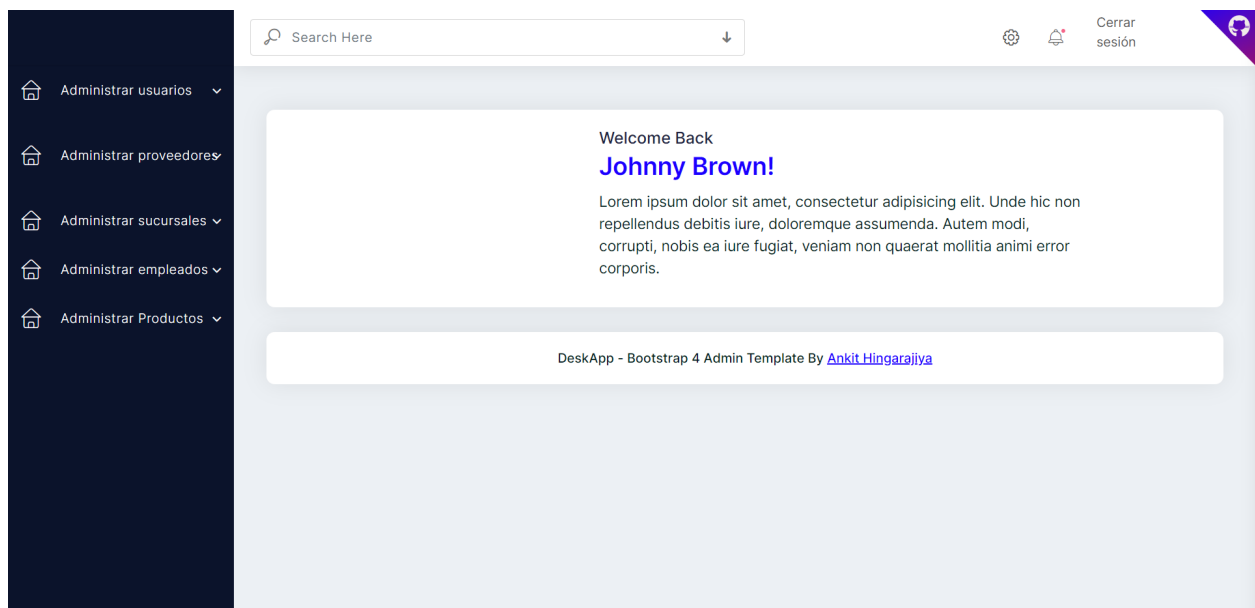 Search Here
Cerrar
sesión
Administrar usuarios
Administrar proveedores
Administrar sucursales
Administrar empleados
Administrar Productos
Welcome Back
Johnny Brown!
Lorem ipsum dolor sit amet, consectetur adipisicing elit. Unde hic non
repellendus debitis iure, doloremque assumenda. Autem modi,
corrupti, nobis ea iure fugiat, veniam non quaerat mollitia animi error
corporis.
DeskApp - Bootstrap 4 Admin Template By Ankit Hingarajiya